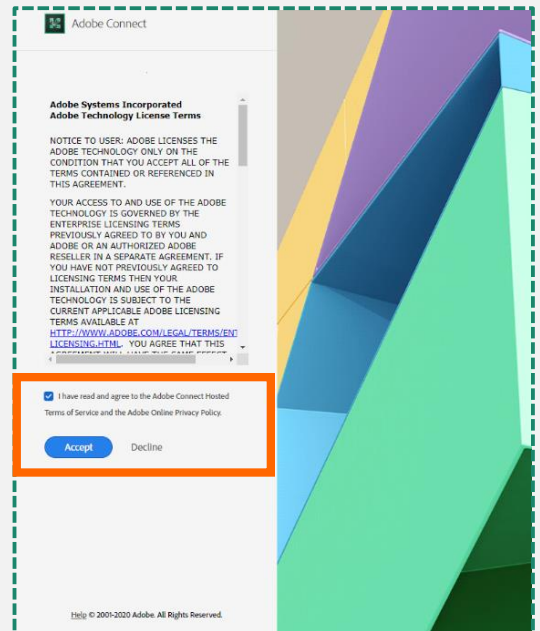 Adobe Connect
Adobe Systems Incorporated
Adobe Technology License Terms
NOTICE TO USER: ADOBE LICENSES THE
ADOBE TECHNOLOGY ONLY ON THE
CONDITION THAT YOU ACCEPT ALL OF THE
TERMS CONTAINED OR REFERENCED IN
THIS AGREEMENT.
YOUR ACCESS TO AND USE OF THE ADOBE
TECHNOLOGY IS GOVERNED BY THE
ENTERPRISE LICENSING TERMS
PREVIOUSLY AGREED TO BY YOU AND
ADOBE OR AN AUTHORIZED ADOBE
RESELLER IN A SEPARATE AGREEMENT. IF
YOU HAVE NOT PREVIOUSLY AGREED TO
LICENSING TERMS THEN YOUR
INSTALLATION AND USE OF THE ADOBE
TECHNOLOGY IS SUBJECT TO THE
CURRENT APPLICABLE ADOBE LICENSING
TERMS AVAILABLE AT
HTTP://WWW.ADOBE.COM/LEGAL/TERMS/ENT
LICENSING.HTML. YOU AGREE THAT THIS
AGREEMENT WILL HAVE THE SAME EFFECT
I have read and agree to the Adobe Connect Hosted
Terms of Service and the Adobe Online Privacy Policy.
Accept Decline
Help © 2001-2020 Adobe. All Rights Reserved.